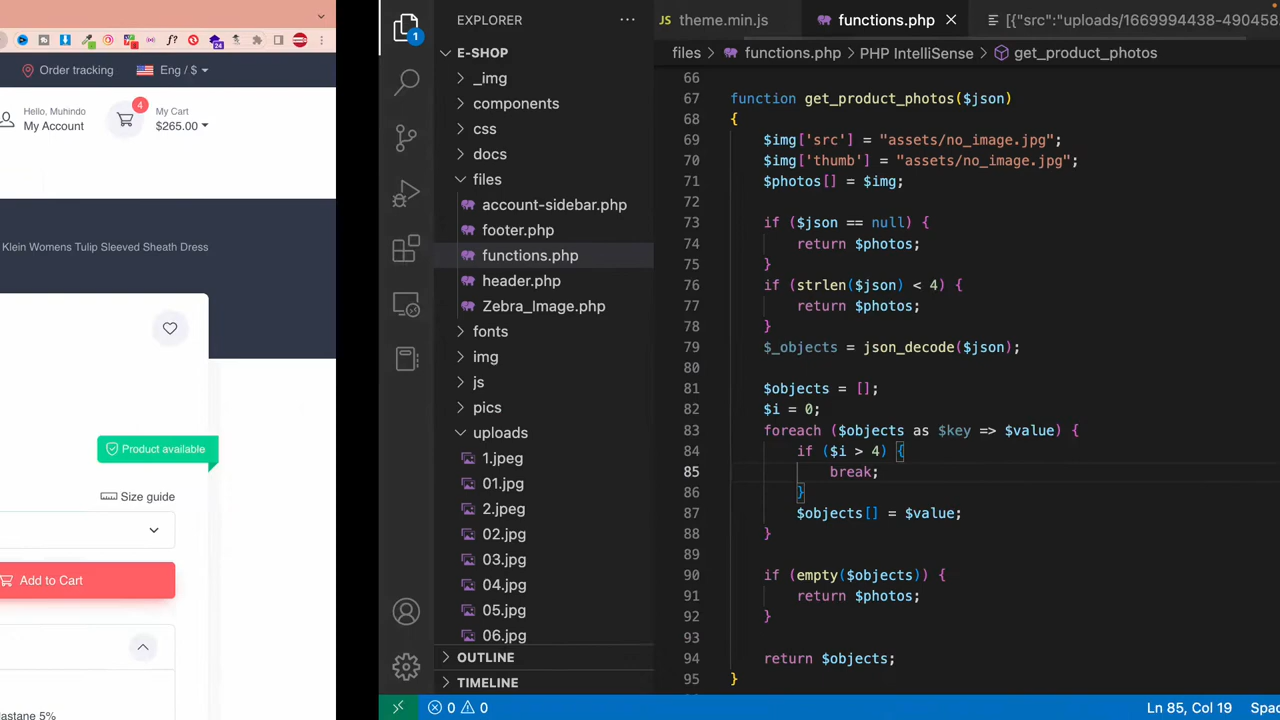 Order tracking
Eng / $
Hello, Muhindo
My Account
4
My Cart
$265.00
Klein Womens Tulip Sleeved Sheath Dress
Product available
Size guide
Add to Cart
lastane 5%
24
1
EXPLORER
E-SHOP
_img
components
css
docs
files
account-sidebar.php
footer.php
functions.php
header.php
Zebra_Image.php
fonts
img
js
pics
uploads
1.jpeg
01.jpg
2.jpeg
02.jpg
03.jpg
04.jpg
05.jpg
06.jpg
OUTLINE
TIMELINE
theme.min.js
functions.php
[{"src":"uploads/1669994438-490458
files > functions.php > PHP IntelliSense > get_product_photos
66
67 function get_product_photos($json)
68 {
69 $img['src'] = "assets/no_image.jpg";
70 $img['thumb'] = "assets/no_image.jpg";
71 $photos[] = $img;
72
73 if ($json == null) {
74 return $photos;
75 }
76 if (strlen($json) < 4) {
77 return $photos;
78 }
79 $_objects = json_decode($json);
80
81 $objects = [];
82 $i = 0;
83 foreach ($objects as $key => $value) {
84 if ($i > 4) {
85 break;
86 }
87 $objects[] = $value;
88 }
89
90 if (empty($objects)) {
91 return $photos;
92 }
93
94 return $objects;
95 }
0 0
Ln 85, Col 19
Spac